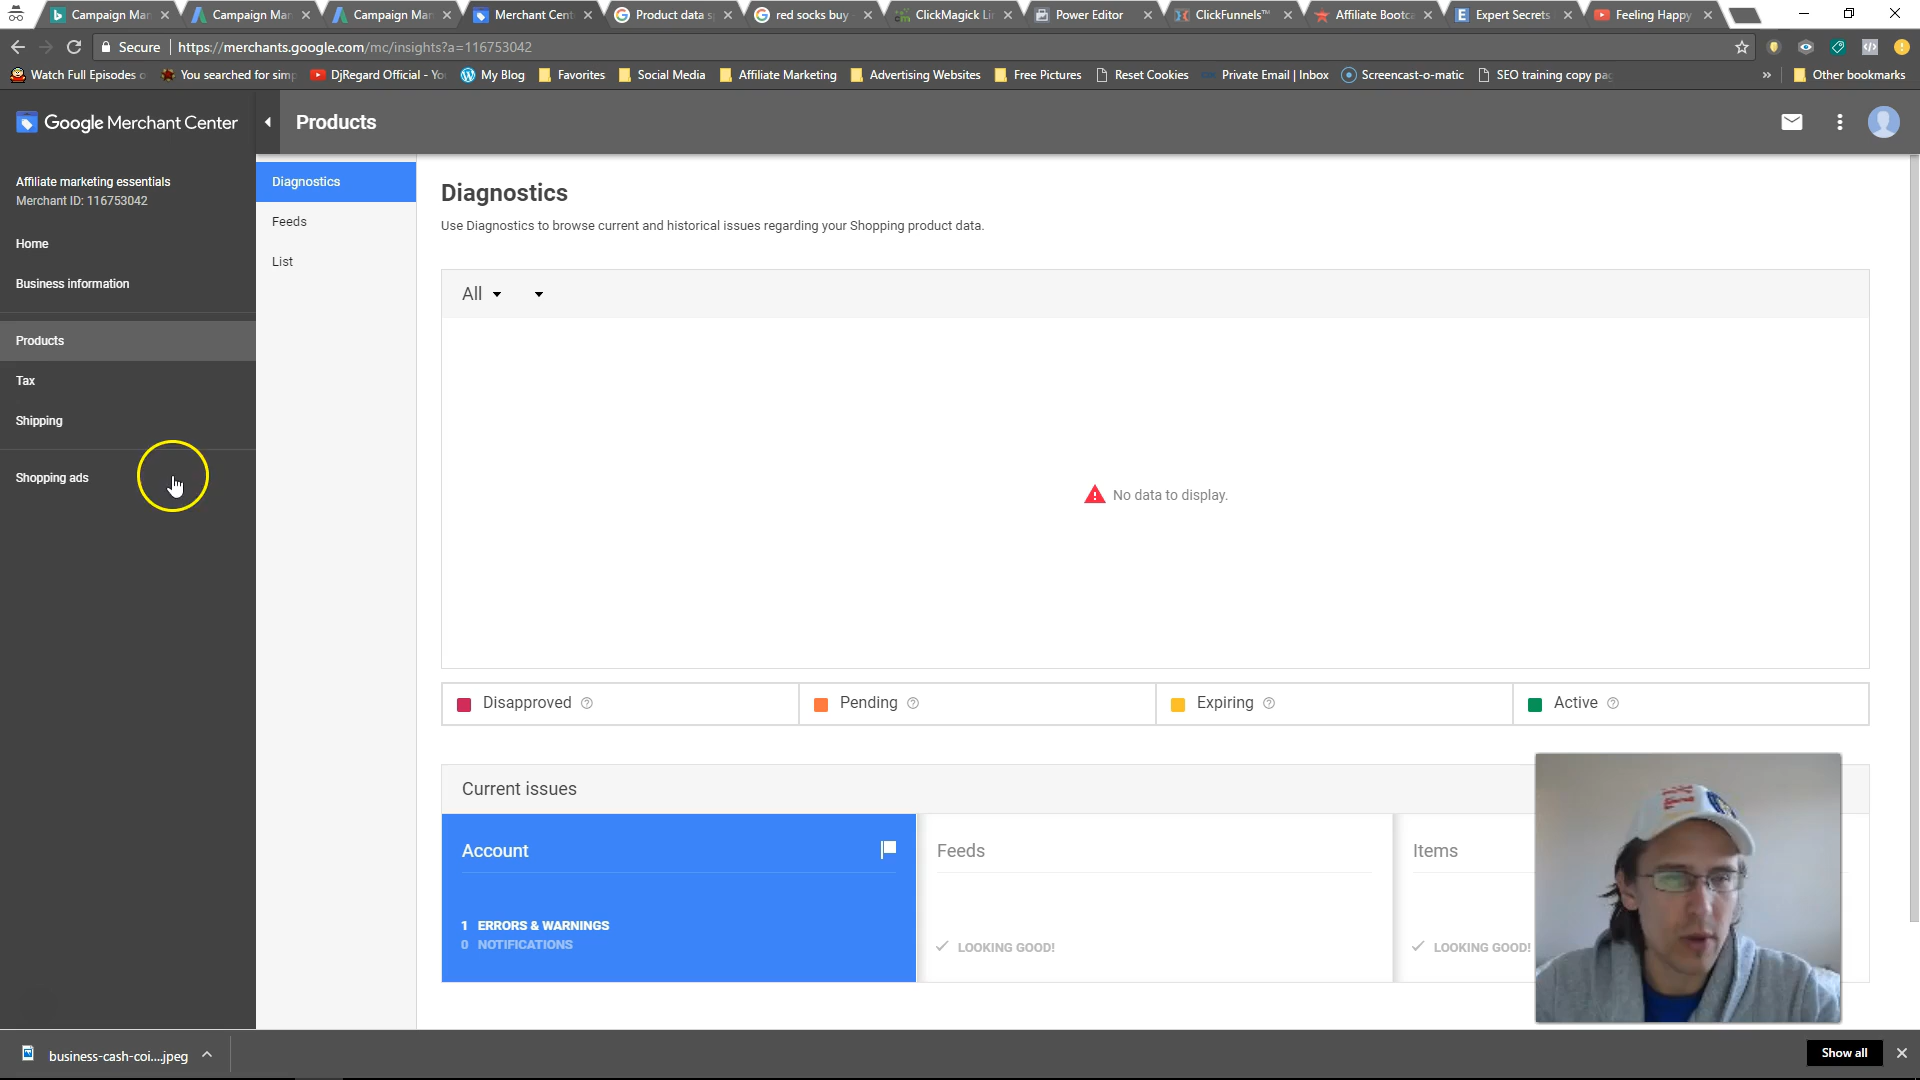 Campaign Mar
Campaign Mar
Campaign Mar
Merchant Cent
Product data s
red socks buy
ClickMagick Li
Power Editor
ClickFunnels™
Affiliate Bootc
Expert Secrets
Feeling Happy
Secure
https://merchants.google.com/mc/insights?a=116753042
Watch Full Episodes o
You searched for simp
DjRegard Official - Yo
My Blog
Favorites
Social Media
Affiliate Marketing
Advertising Websites
Free Pictures
Reset Cookies
Private Email | Inbox
Screencast-o-matic
SEO training copy pag
»
Other bookmarks
Google Merchant Center
Products
Affiliate marketing essentials
Merchant ID: 116753042
Home
Business information
Products
Tax
Shipping
Shopping ads
Diagnostics
Feeds
List
Diagnostics
Use Diagnostics to browse current and historical issues regarding your Shopping product data.
All
No data to display.
Disapproved
Pending
Expiring
Active
Current issues
Account
1 ERRORS & WARNINGS
0 NOTIFICATIONS
Feeds
LOOKING GOOD!
Items
LOOKING GOOD!
business-cash-coi....jpeg
Show all